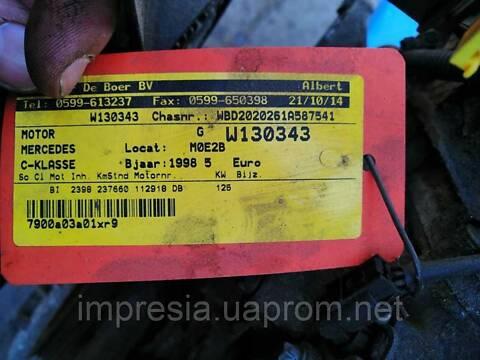 De Boer BV Albert
Tel: 0599-613237 Fax: 0599-650398 21/10/14
W130343 Chasnr.: WBD2020261A587541
MOTOR G W130343
MERCEDES Locat: M0E2B
C-KLASSE Bjaar: 1998 5 Euro
So Cl Mot Inh. KmStnd Motornr. KW Bijz.
BI 2398 237660 112918 DB 125
7900a03a01xr9
impresia.uaprom.net